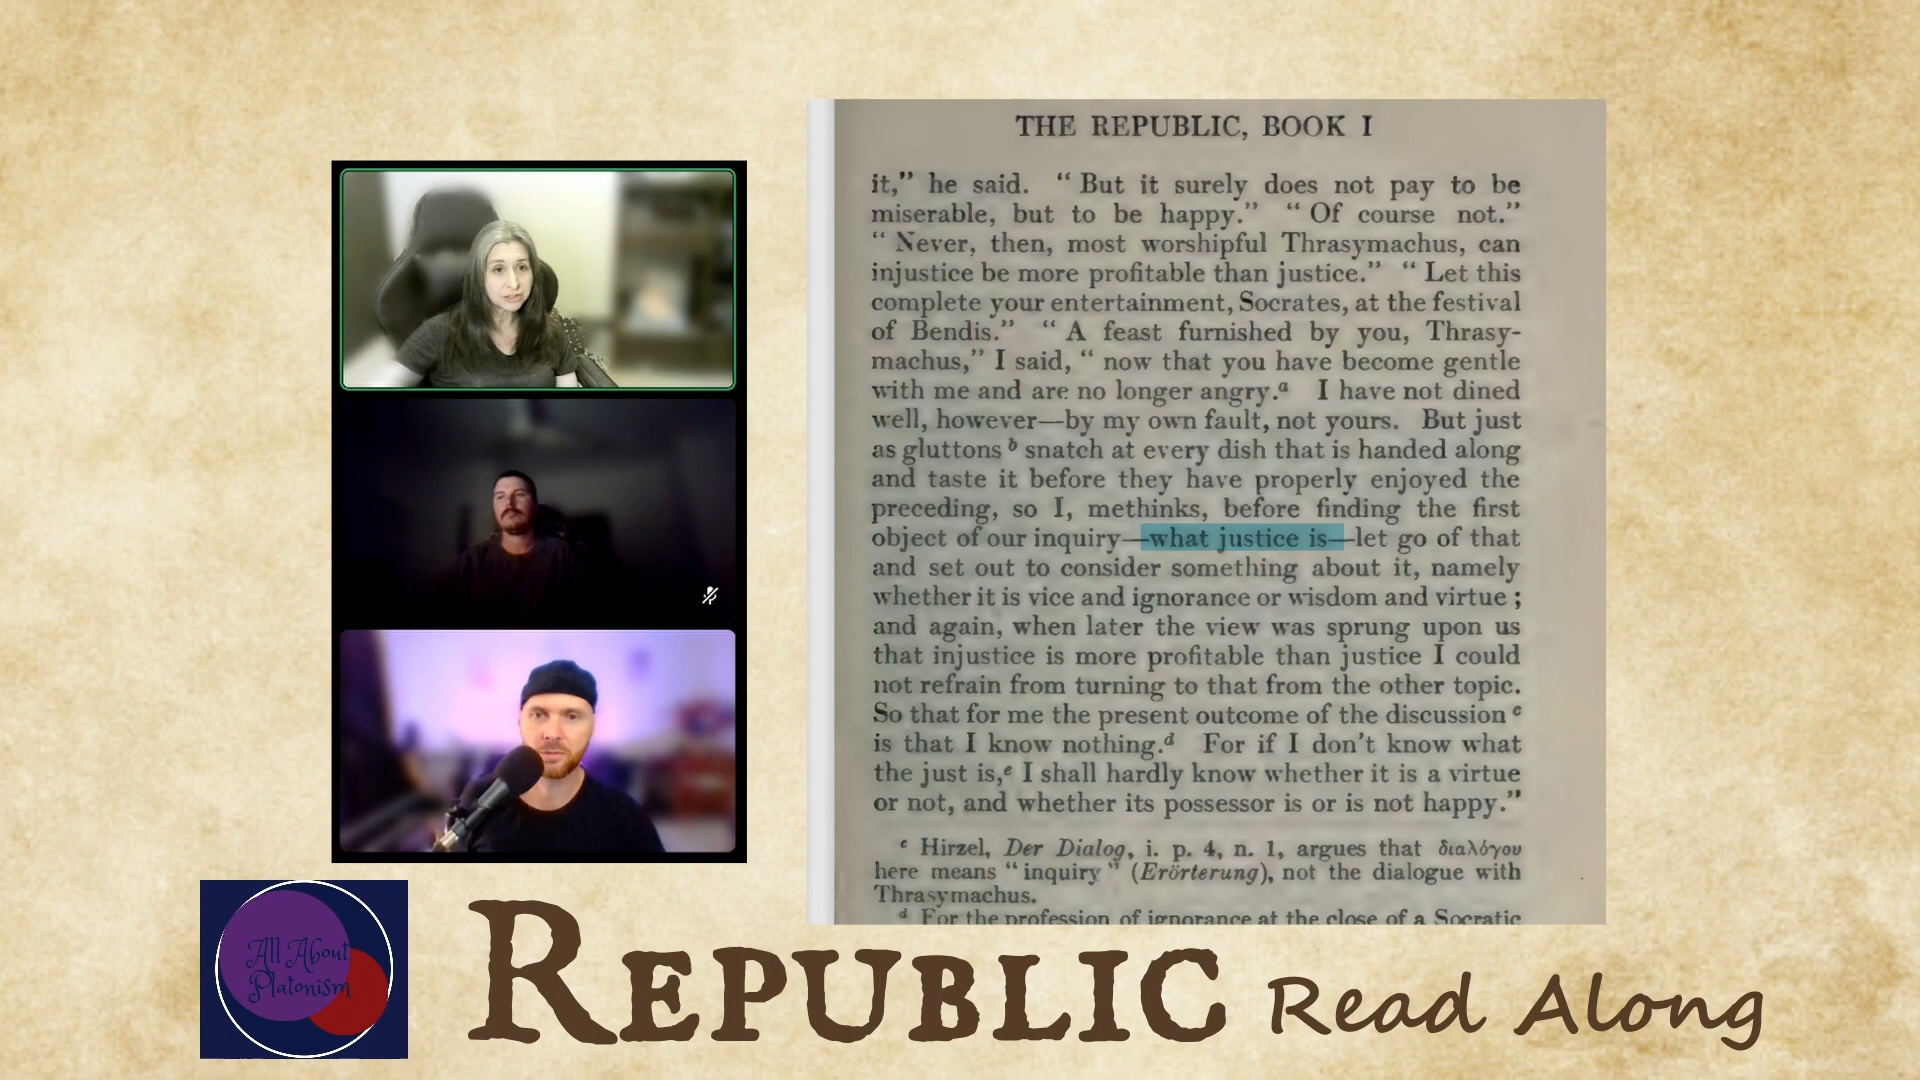 THE REPUBLIC, BOOK I
it,” he said. “ But it surely does not pay to be
miserable, but to be happy.” “ Of course not.”
“ Never, then, most worshipful Thrasymachus, can
injustice be more profitable than justice.” “ Let this
complete your entertainment, Socrates, at the festival
of Bendis.” “ A feast furnished by you, Thrasy-
machus,” I said, “ now that you have become gentle
with me and are no longer angry.ᵃ I have not dined
well, however—by my own fault, not yours. But just
as gluttons ᵇ snatch at every dish that is handed along
and taste it before they have properly enjoyed the
preceding, so I, methinks, before finding the first
object of our inquiry—what justice is—let go of that
and set out to consider something about it, namely
whether it is vice and ignorance or wisdom and virtue ;
and again, when later the view was sprung upon us
that injustice is more profitable than justice I could
not refrain from turning to that from the other topic.
So that for me the present outcome of the discussion ᶜ
is that I know nothing.ᵈ For if I don’t know what
the just is,ᵉ I shall hardly know whether it is a virtue
or not, and whether its possessor is or is not happy.”
ᶜ Hirzel, Der Dialog, i. p. 4, n. 1, argues that διαλόγου
here means “ inquiry ” (Erörterung), not the dialogue with
Thrasymachus.
ᵈ For the profession of ignorance at the close of a Socratic
All About
Platonism
REPUBLIC Read Along